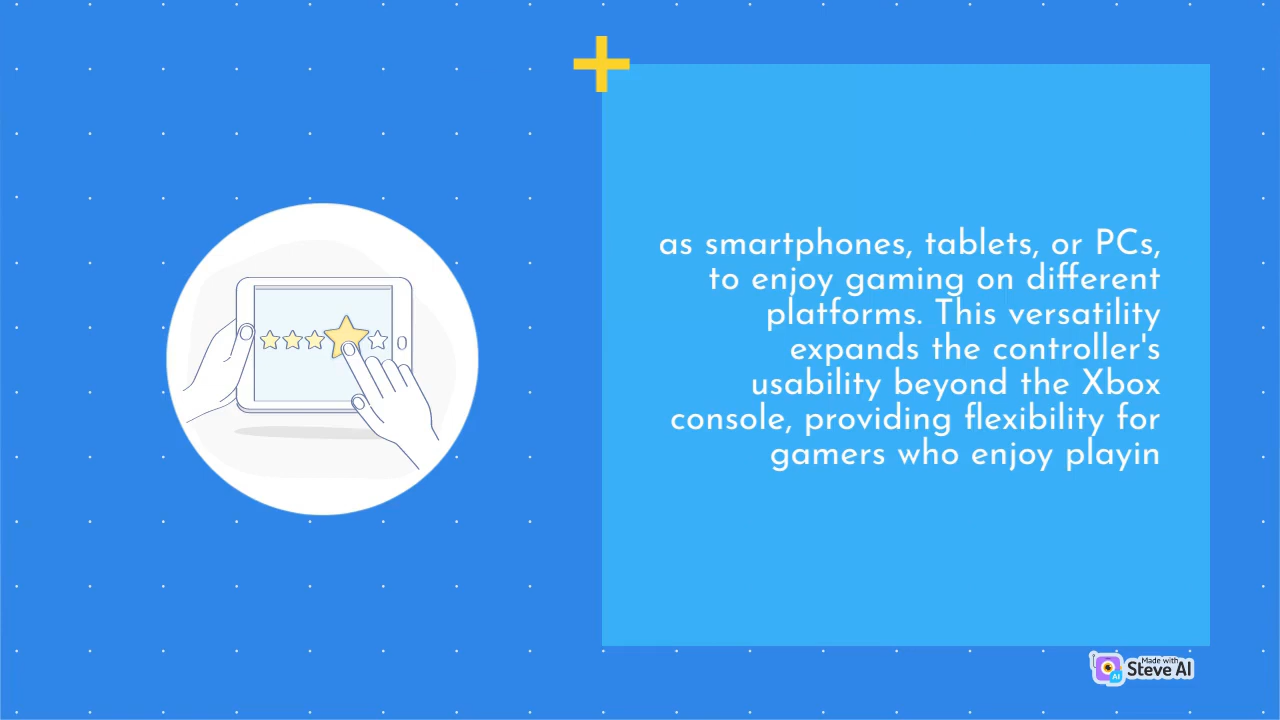 as smartphones, tablets, or PCs,
to enjoy gaming on different
platforms. This versatility
expands the controller's
usability beyond the Xbox
console, providing flexibility for
gamers who enjoy playin
Made with
Steve AI
AI